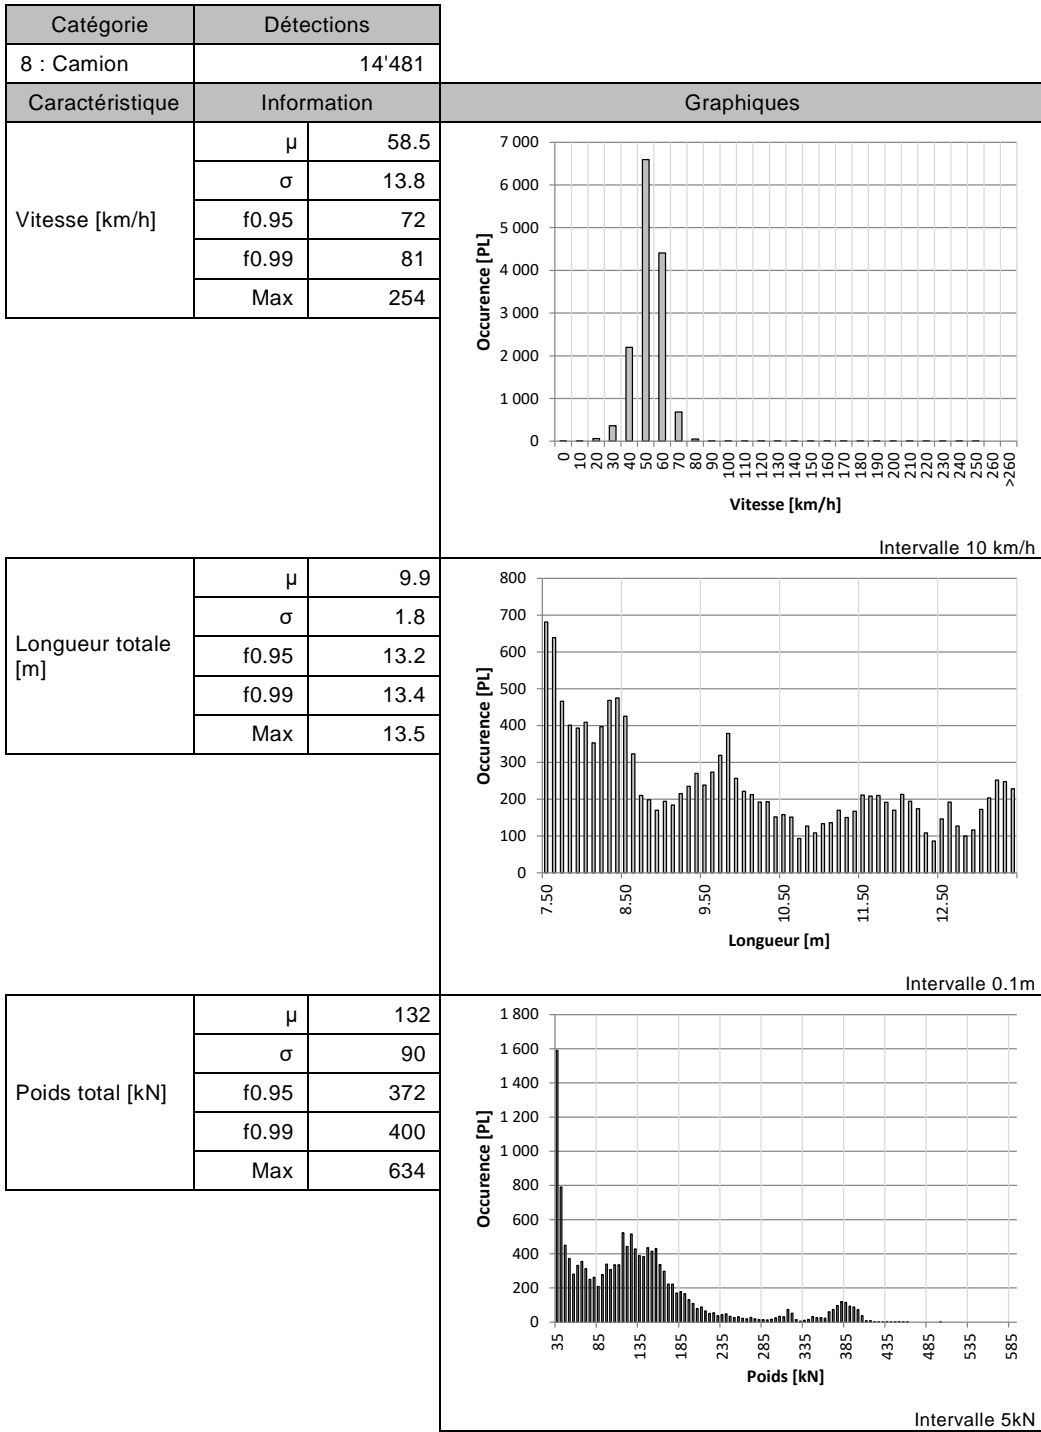 Catégorie Détections
8 : Camion 14'481
Caractéristique Information Graphiques
Vitesse [km/h]
µ 58.5
σ 13.8
f0.95 72
f0.99 81
Max 254
7 000
6 000
5 000
4 000
3 000
2 000
1 000
0
Occurence [PL]
0 10 20 30 40 50 60 70 80 90 100 110 120 130 140 150 160 170 180 190 200 210 220 230 240 250 260 >260
Vitesse [km/h]
Intervalle 10 km/h
Longueur totale
[m]
µ 9.9
σ 1.8
f0.95 13.2
f0.99 13.4
Max 13.5
800
700
600
500
400
300
200
100
0
Occurence [PL]
7.50 8.50 9.50 10.50 11.50 12.50
Longueur [m]
Intervalle 0.1m
Poids total [kN]
µ 132
σ 90
f0.95 372
f0.99 400
Max 634
1 800
1 600
1 400
1 200
1 000
800
600
400
200
0
Occurence [PL]
35 85 135 185 235 285 335 385 435 485 535 585
Poids [kN]
Intervalle 5kN